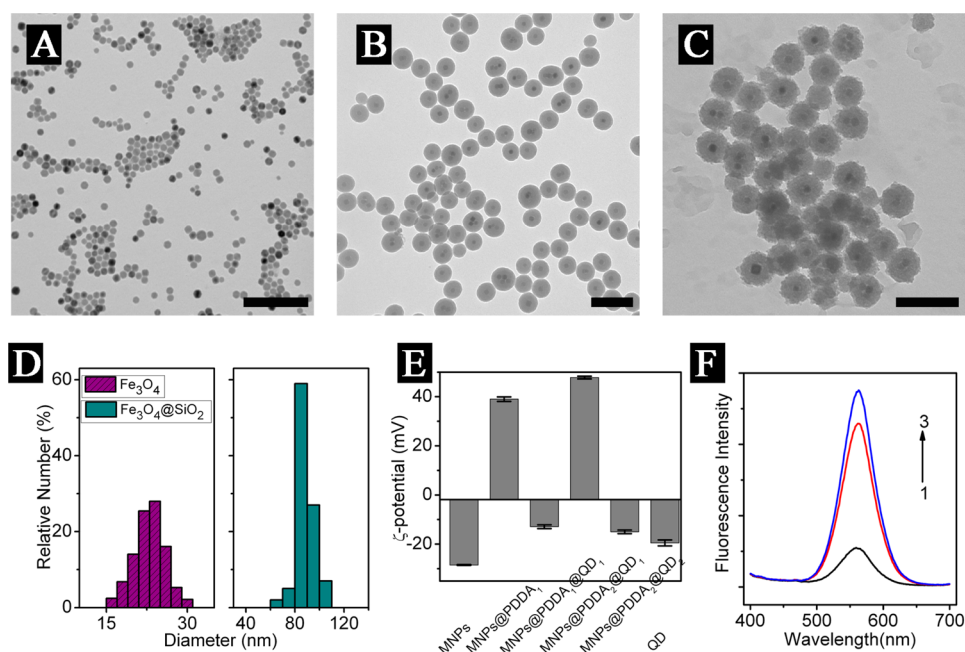 A
B
C
D
60
40
20
0
Relative Number (%)
Fe₃O₄
Fe₃O₄@SiO₂
15
30
40
80
120
Diameter (nm)
E
40
20
0
-20
ζ-potential (mV)
MNPs
MNPs@PDDA₁
MNPs@PDDA₁@QD₁
MNPs@PDDA₂@QD₁
MNPs@PDDA₂@QD₂
QD
F
Fluorescence Intensity
3
1
400
500
600
700
Wavelength(nm)